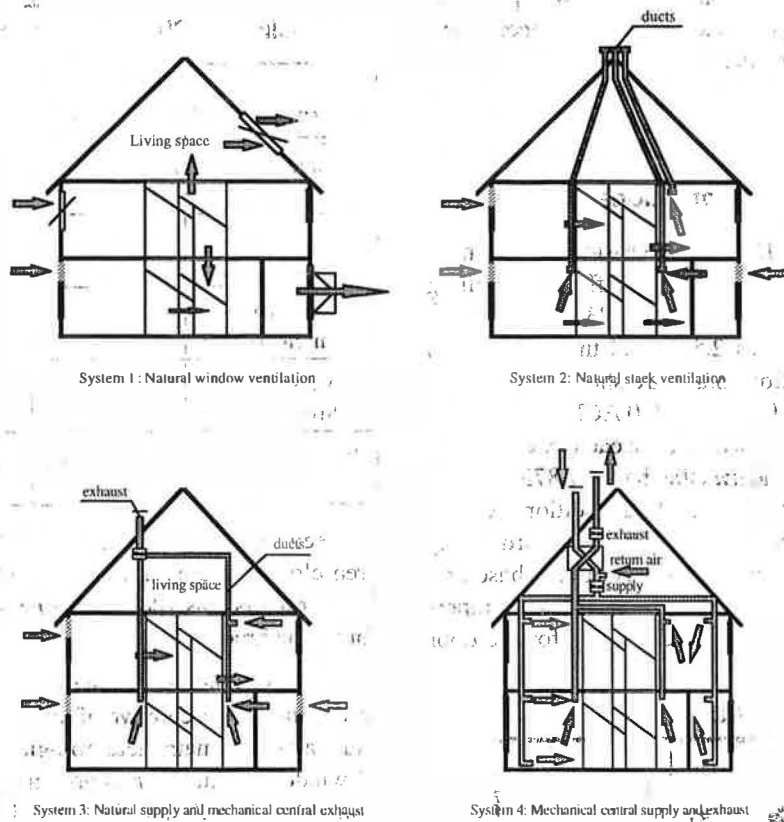 ducts
Living space
System 1 : Natural window ventilation
System 2: Natural stack ventilation
exhaust
ducts
living space
exhaust
return air
supply
System 3: Natural supply and mechanical central exhaust
System 4: Mechanical central supply and exhaust